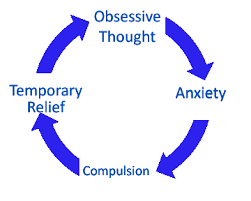 Obsessive
Thought
Anxiety
Compulsion
Temporary
Relief